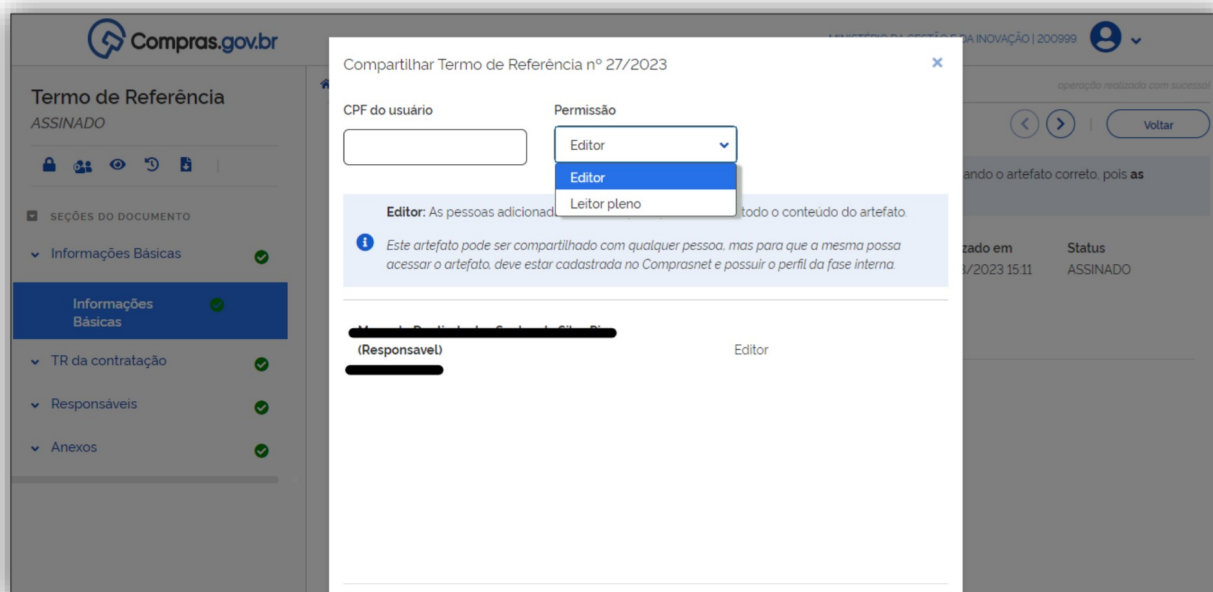 Compras.gov.br
DA INOVAÇÃO | 200999
Termo de Referência
ASSINADO
SEÇÕES DO DOCUMENTO
Informações Básicas
Informações
Básicas
TR da contratação
Responsáveis
Anexos
Compartilhar Termo de Referência nº 27/2023
CPF do usuário
Permissão
Editor
Editor
Leitor pleno
Editor: As pessoas adicionad todo o conteúdo do artefato.
Este artefato pode ser compartilhado com qualquer pessoa, mas para que a mesma possa
acessar o artefato, deve estar cadastrada no Comprasnet e possuir o perfil da fase interna.
(Responsavel)
Editor
operação realizada com sucesso!
Voltar
ando o artefato correto, pois as
zado em
Status
/2023 15:11
ASSINADO